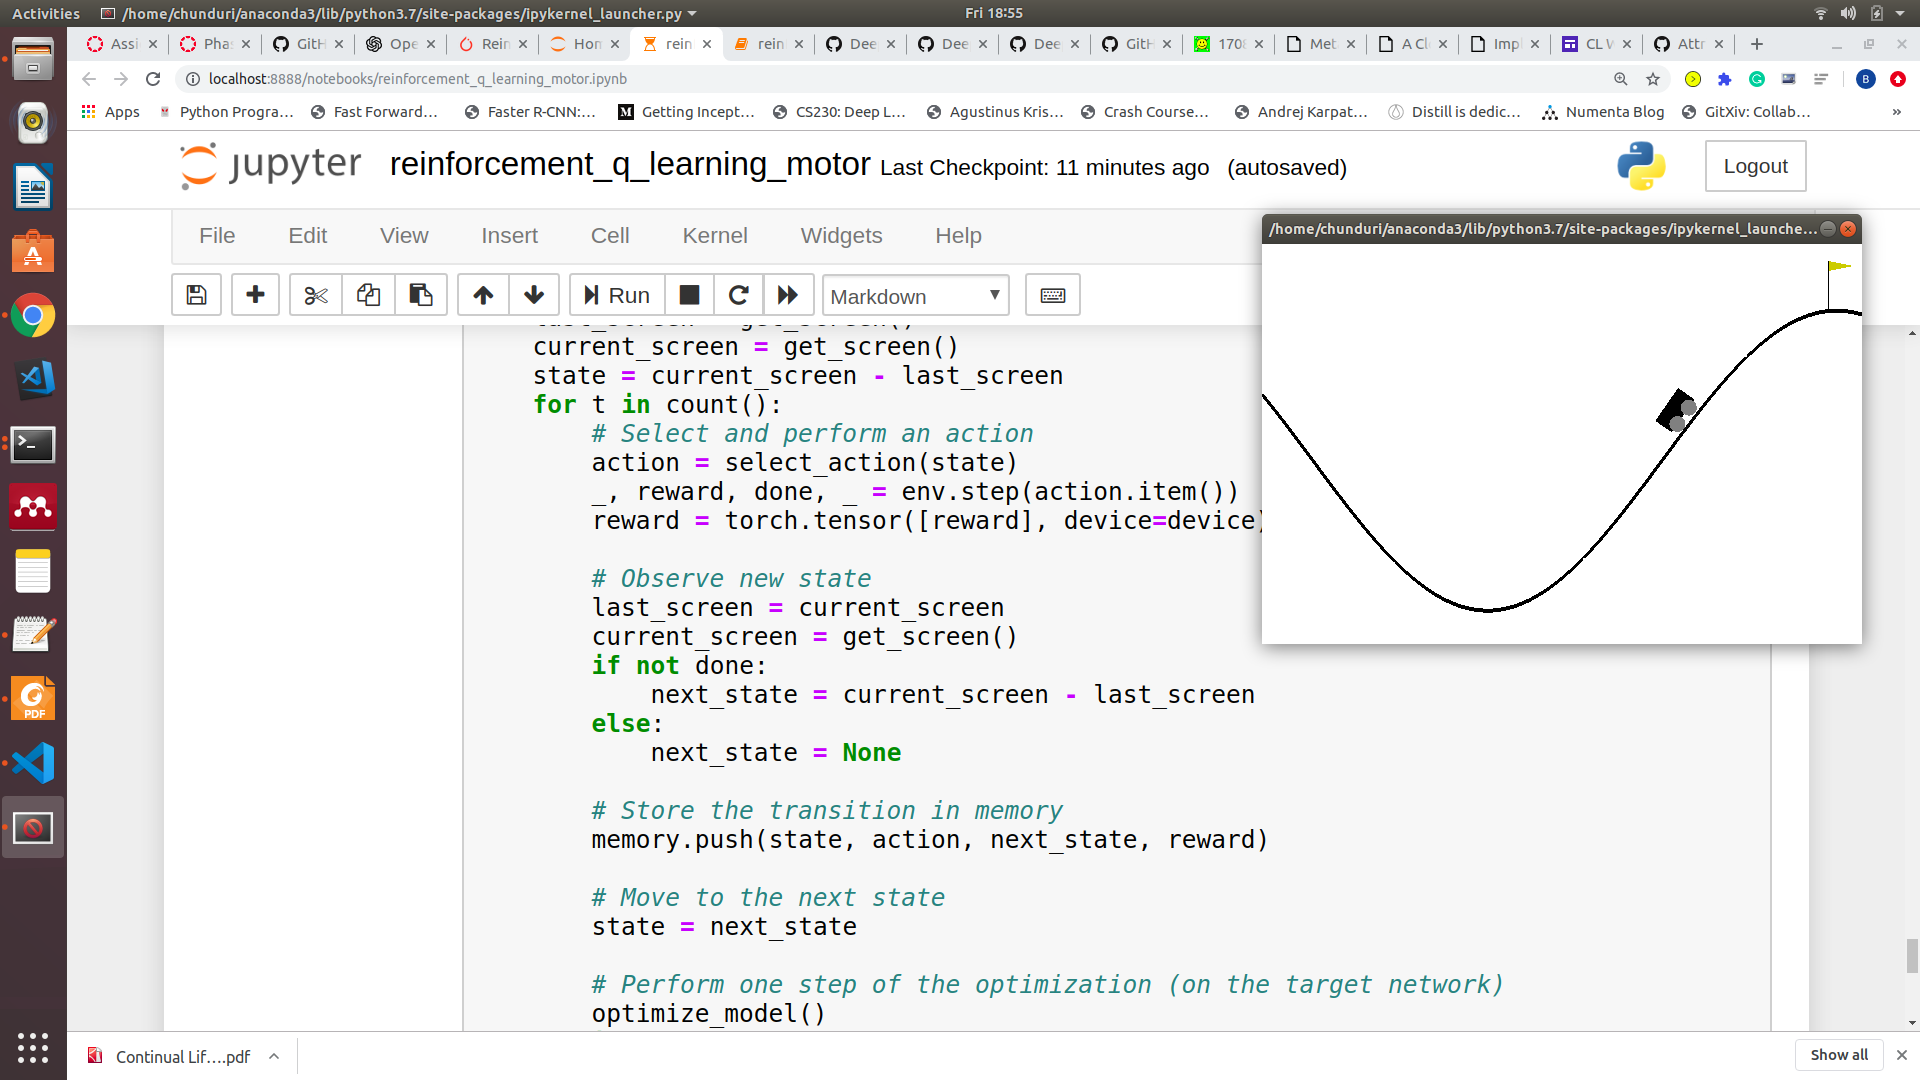 Activities /home/chunduri/anaconda3/lib/python3.7/site-packages/ipykernel_launcher.py Fri 18:55
Assi Phas GitH Ope Rein Hom rein rein Dee Dee Dee GitH 1708 Met A Cl Impl CL W Attr
localhost:8888/notebooks/reinforcement_q_learning_motor.ipynb B
Apps Python Progra… Fast Forward… Faster R-CNN:… Getting Incept… CS230: Deep L… Agustinus Kris… Crash Course… Andrej Karpat… Distill is dedic… Numenta Blog GitXiv: Collab… »
jupyter reinforcement_q_learning_motor Last Checkpoint: 11 minutes ago (autosaved) Logout
File Edit View Insert Cell Kernel Widgets Help
/home/chunduri/anaconda3/lib/python3.7/site-packages/ipykernel_launche...
Run Markdown
last_screen = get_screen()
current_screen = get_screen()
state = current_screen - last_screen
for t in count():
# Select and perform an action
action = select_action(state)
_, reward, done, _ = env.step(action.item())
reward = torch.tensor([reward], device=device)
# Observe new state
last_screen = current_screen
current_screen = get_screen()
if not done:
next_state = current_screen - last_screen
else:
next_state = None
# Store the transition in memory
memory.push(state, action, next_state, reward)
# Move to the next state
state = next_state
# Perform one step of the optimization (on the target network)
optimize_model()
PDF
Continual Lif….pdf Show all